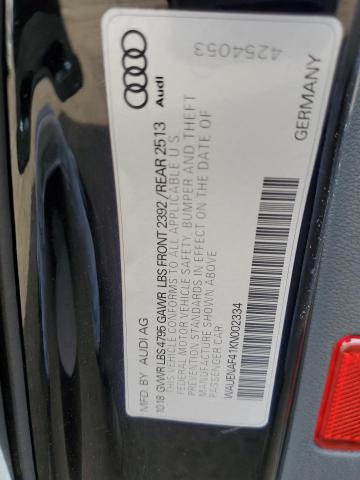 Audi
4254053
GERMANY
MFD. BY AUDI AG
10 18 GVWR LBS 4795 GAWR LBS FRONT 2392 / REAR 2513
THIS VEHICLE CONFORMS TO ALL APPLICABLE U S
FEDERAL MOTOR VEHICLE SAFETY, BUMPER AND THEFT
PREVENTION STANDARDS IN EFFECT ON THE DATE OF
MANUFACTURE SHOWN ABOVE
PASSENGER CAR
WAUENAF41KN002334